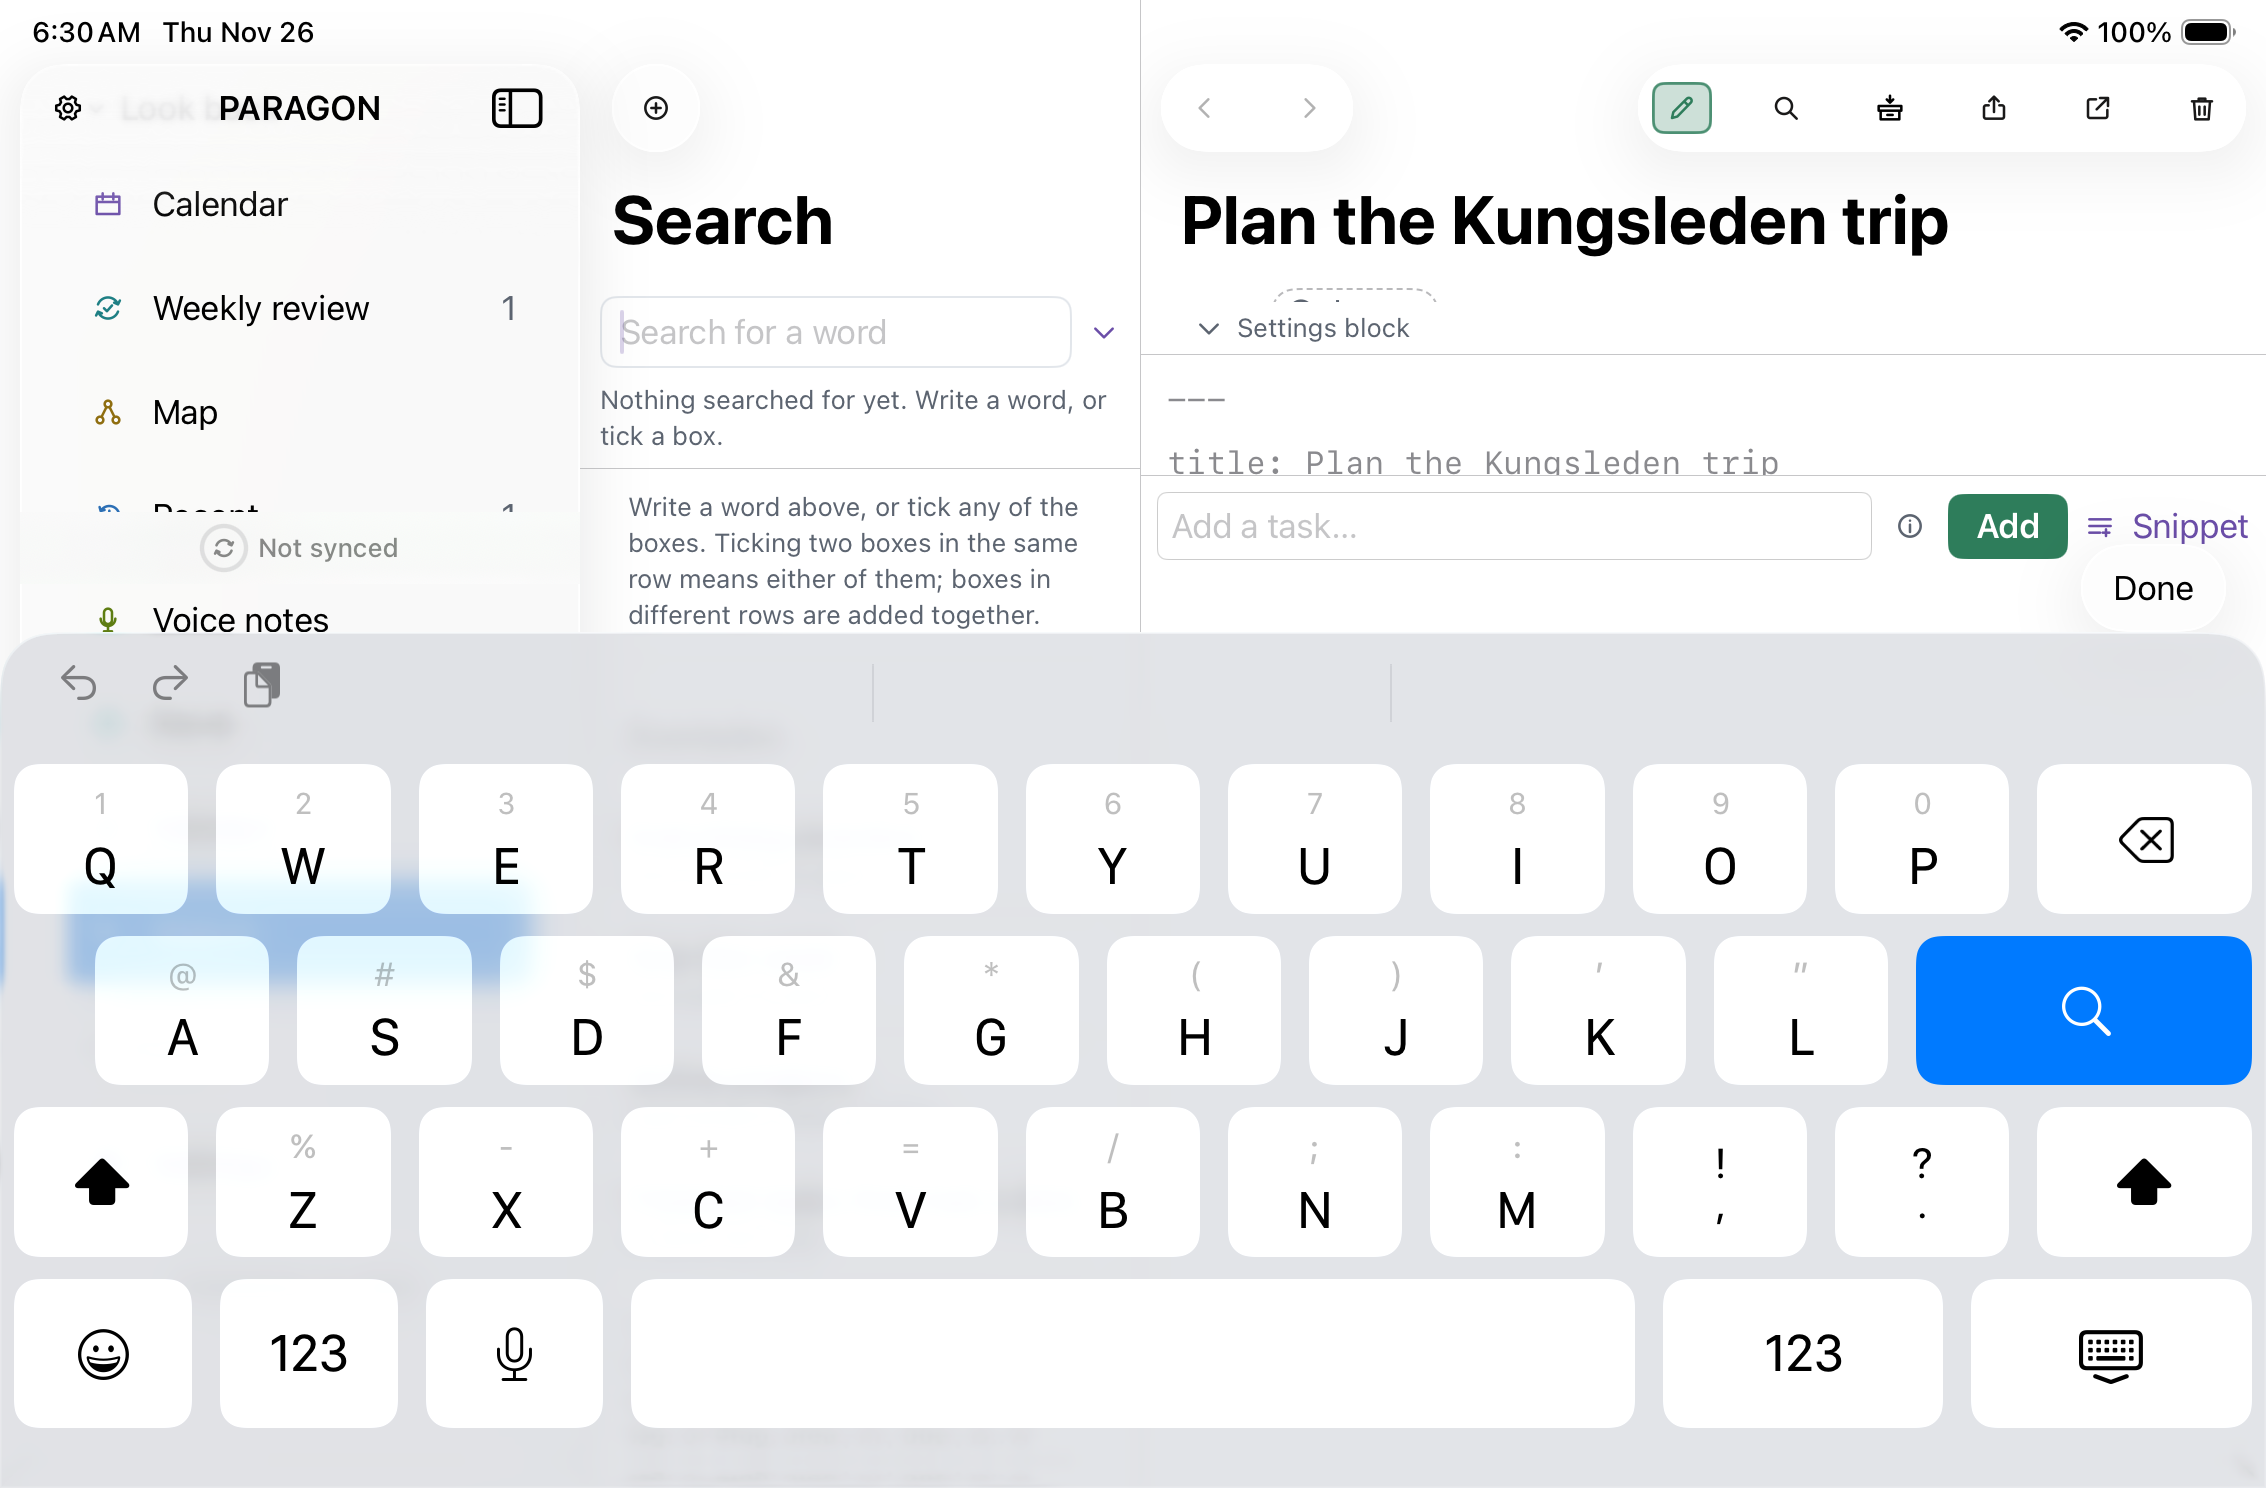 6:30 AM Thu Nov 26
100%
PARAGON
Calendar
Weekly review 1
Map
Recent 1
Not synced
Voice notes
Search
Search for a word
Nothing searched for yet. Write a word, or
tick a box.
Write a word above, or tick any of the
boxes. Ticking two boxes in the same
row means either of them; boxes in
different rows are added together.
Plan the Kungsleden trip
Settings block
---
title: Plan the Kungsleden trip
Add a task...
Add
Snippet
Done
1 2 3 4 5 6 7 8 9 0
Q W E R T Y U I O P
@ # $ & * ( ) ' "
A S D F G H J K L
% - + = / ; : ! ?
Z X C V B N M , .
123 123